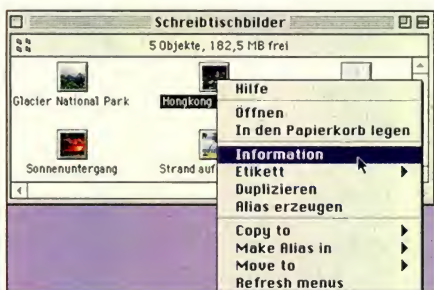 Schreibtischbilder
5 Objekte, 182,5 MB frei
Glacier National Park
Hongkong
Sonnenuntergang
Strand auf
Hilfe
Öffnen
In den Papierkorb legen
Information
Etikett
Duplizieren
Alias erzeugen
Copy to
Make Alias in
Move to
Refresh menus